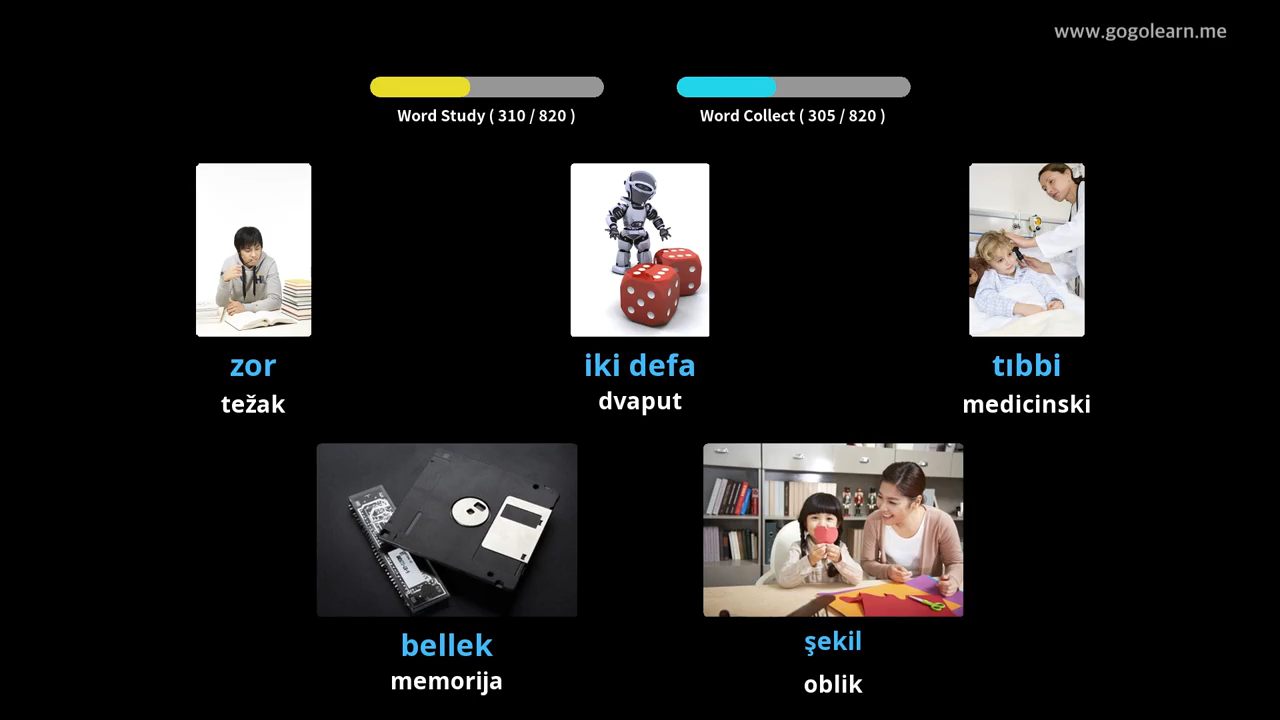 www.gogolearn.me
Word Study ( 310 / 820 )
Word Collect ( 305 / 820 )
zor
težak
iki defa
dvaput
tıbbi
medicinski
bellek
memorija
şekil
oblik